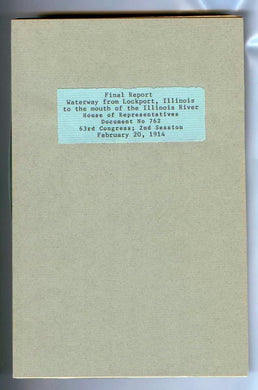 Final Report
Waterway from Lockport, Illinois
to the mouth of the Illinois River
House of Representatives
Document No 762
63rd Congress; 2nd Session
February 20, 1914